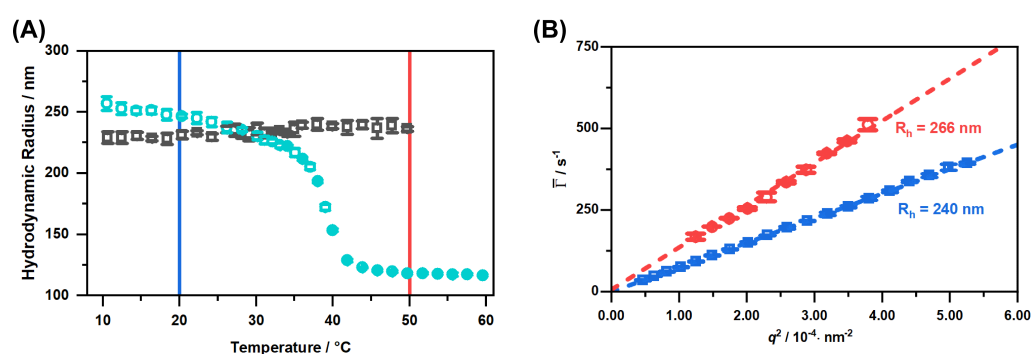 (A)
300
250
200
150
100
Hydrodynamic Radius / nm
10 20 30 40 50 60
Temperature / °C
(B)
750
500
250
0
Γ̅ / s⁻¹
R_h = 266 nm
R_h = 240 nm
0.00 1.00 2.00 3.00 4.00 5.00 6.00
q² / 10⁻⁴· nm⁻²